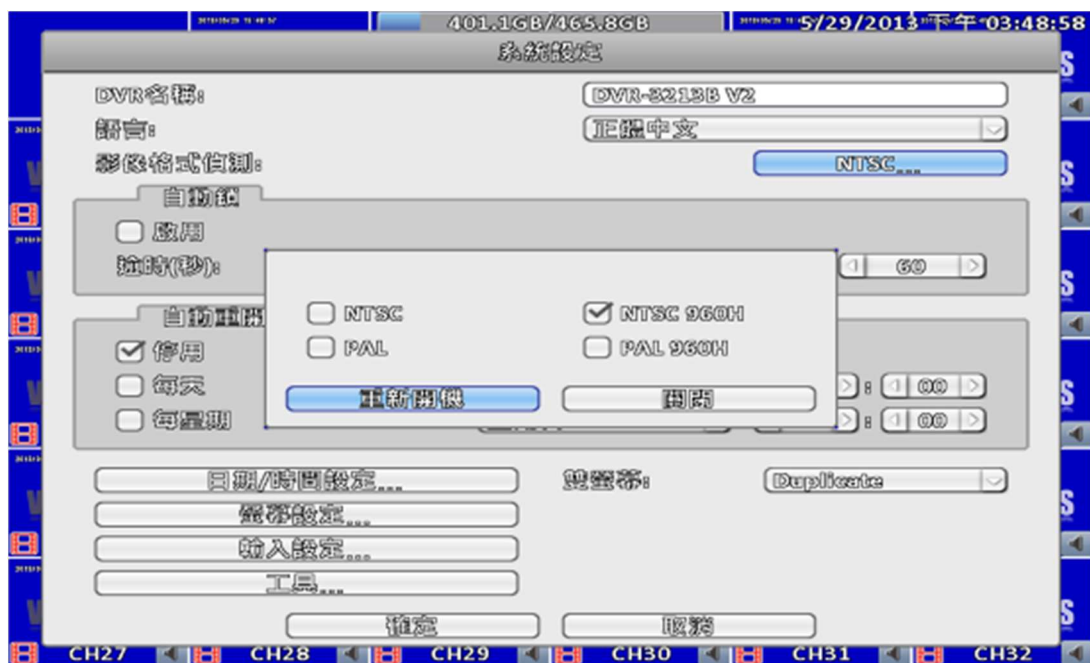 401.1GB/465.8GB
5/29/2013 下午 03:48:58
系統設定
DVR名稱: DVR-3213B V2
語言: 正體中文
影像格式偵測: NTSC...
自動鎖
啟用
逾時(秒): 60
自動重開
NTSC NTSC 960H
PAL PAL 960H
停用
每天 : 00
每星期 : 00
重新開機 關閉
日期/時間設定... 雙螢幕: Duplicate
螢幕設定...
輸入設定...
工具...
確定 取消
CH27 CH28 CH29 CH30 CH31 CH32